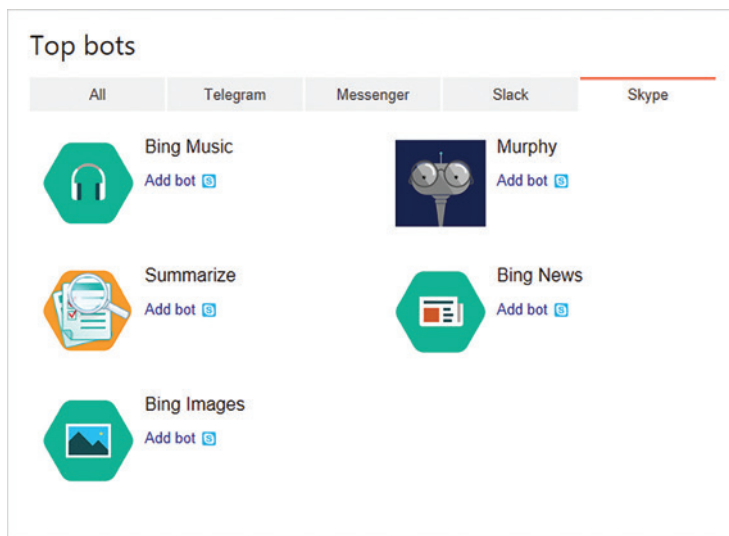 Top bots
All Telegram Messenger Slack Skype
Bing Music
Add bot S
Murphy
Add bot S
Summarize
Add bot S
Bing News
Add bot S
Bing Images
Add bot S